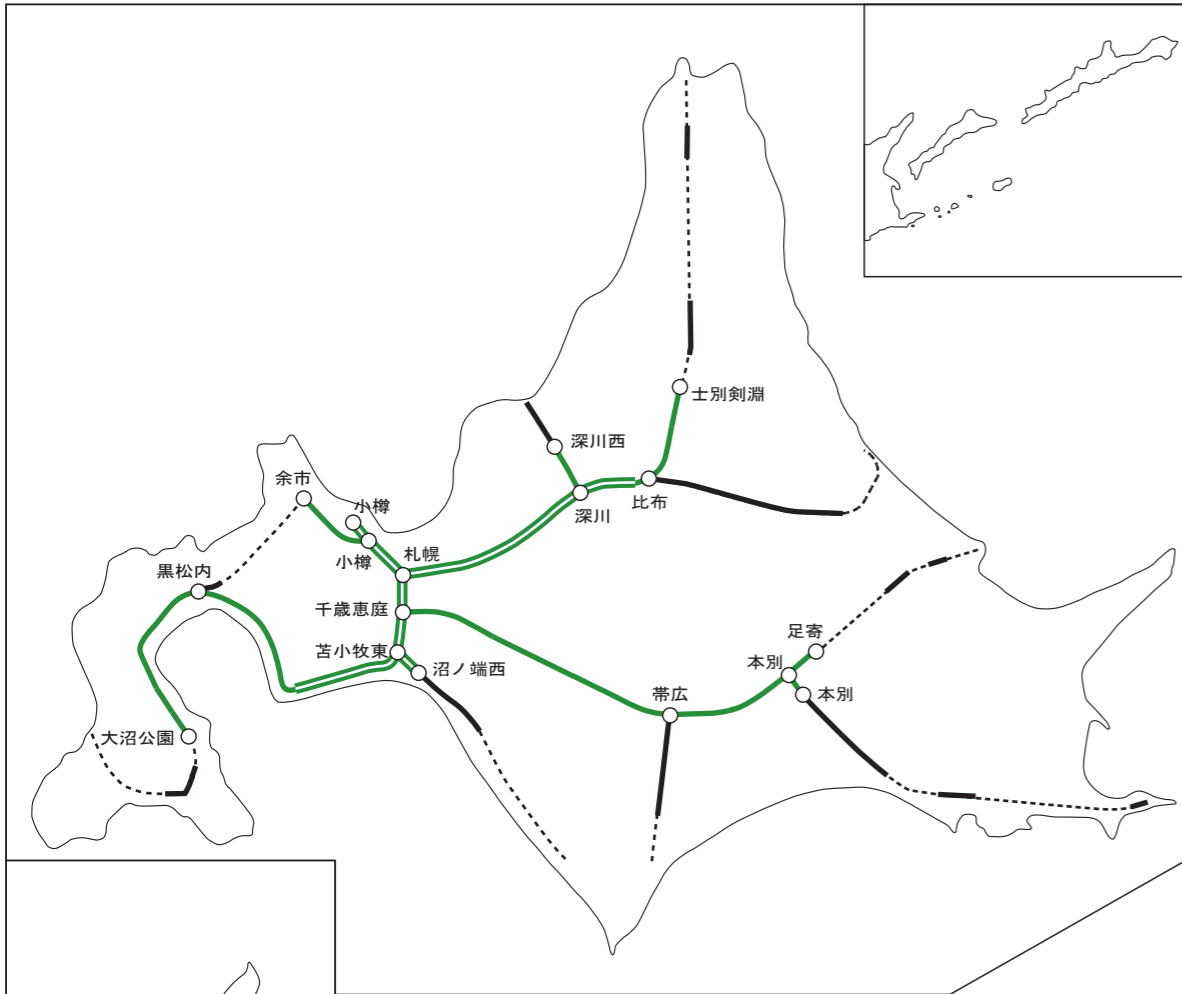 士別剣淵
深川西
余市
小樽
深川
比布
小樽
札幌
黒松内
千歳恵庭
足寄
苫小牧東
本別
沼ノ端西
本別
帯広
大沼公園